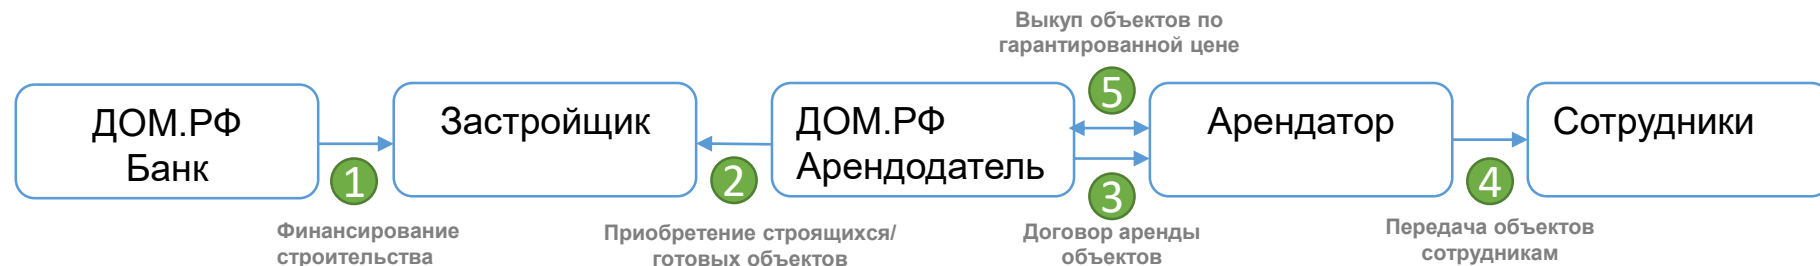 Выкуп объектов по
гарантированной цене
5
ДОМ.РФ
Банк
Застройщик
ДОМ.РФ
Арендодатель
Арендатор
Сотрудники
1
2
3
4
Финансирование
строительства
Приобретение строящихся/
готовых объектов
Договор аренды
объектов
Передача объектов
сотрудникам